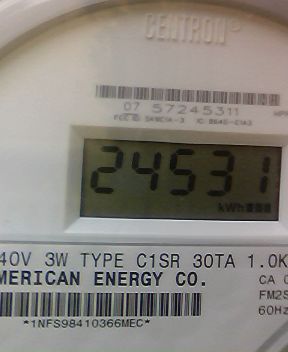 CENTRON®
07 57245311
24531
kWh
40V 3W TYPE C1SR 30TA 1.0K
MERICAN ENERGY CO.
CA
FM2S
60Hz
*1NFS98410366MEC*